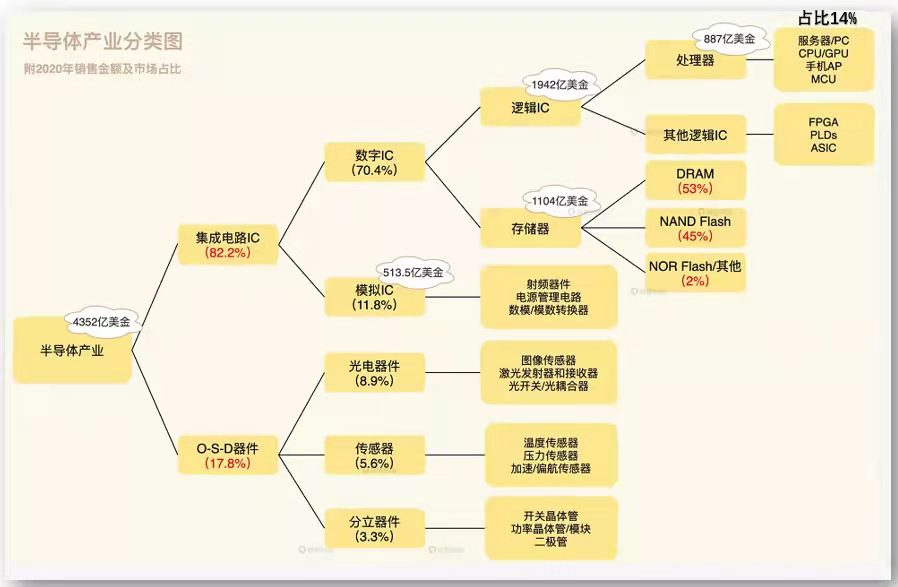 半导体产业分类图
附2020年销售金额及市场占比
占比14%
半导体产业
4352亿美金
集成电路IC
(82.2%)
O-S-D器件
(17.8%)
数字IC
(70.4%)
模拟IC
(11.8%)
513.5亿美金
光电器件
(8.9%)
传感器
(5.6%)
分立器件
(3.3%)
逻辑IC
1942亿美金
存储器
1104亿美金
射频器件
电源管理电路
数模/模数转换器
图像传感器
激光发射器和接收器
光开关/光耦合器
温度传感器
压力传感器
加速/偏航传感器
开关晶体管
功率晶体管/模块
二极管
处理器
887亿美金
其他逻辑IC
DRAM
(53%)
NAND Flash
(45%)
NOR Flash/其他
(2%)
服务器/PC
CPU/GPU
手机AP
MCU
FPGA
PLDs
ASIC